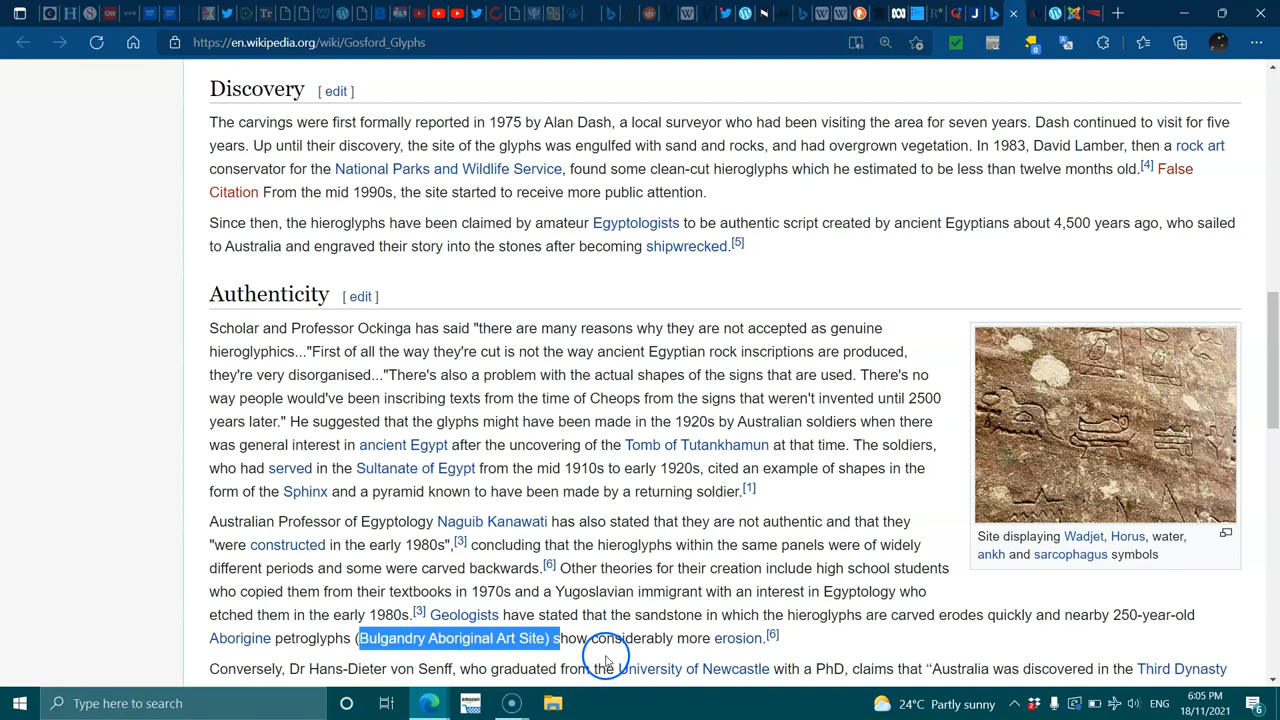 https://en.wikipedia.org/wiki/Gosford_Glyphs
Discovery [ edit ]
The carvings were first formally reported in 1975 by Alan Dash, a local surveyor who had been visiting the area for seven years. Dash continued to visit for five
years. Up until their discovery, the site of the glyphs was engulfed with sand and rocks, and had overgrown vegetation. In 1983, David Lamber, then a rock art
conservator for the National Parks and Wildlife Service, found some clean-cut hieroglyphs which he estimated to be less than twelve months old.[4] False
Citation From the mid 1990s, the site started to receive more public attention.
Since then, the hieroglyphs have been claimed by amateur Egyptologists to be authentic script created by ancient Egyptians about 4,500 years ago, who sailed
to Australia and engraved their story into the stones after becoming shipwrecked.[5]
Authenticity [ edit ]
Scholar and Professor Ockinga has said "there are many reasons why they are not accepted as genuine
hieroglyphics..."First of all the way they're cut is not the way ancient Egyptian rock inscriptions are produced,
they're very disorganised..."There's also a problem with the actual shapes of the signs that are used. There's no
way people would've been inscribing texts from the time of Cheops from the signs that weren't invented until 2500
years later." He suggested that the glyphs might have been made in the 1920s by Australian soldiers when there
was general interest in ancient Egypt after the uncovering of the Tomb of Tutankhamun at that time. The soldiers,
who had served in the Sultanate of Egypt from the mid 1910s to early 1920s, cited an example of shapes in the
form of the Sphinx and a pyramid known to have been made by a returning soldier.[1]
Site displaying Wadjet, Horus, water,
ankh and sarcophagus symbols
Australian Professor of Egyptology Naguib Kanawati has also stated that they are not authentic and that they
"were constructed in the early 1980s",[3] concluding that the hieroglyphs within the same panels were of widely
different periods and some were carved backwards.[6] Other theories for their creation include high school students
who copied them from their textbooks in 1970s and a Yugoslavian immigrant with an interest in Egyptology who
etched them in the early 1980s.[3] Geologists have stated that the sandstone in which the hieroglyphs are carved erodes quickly and nearby 250-year-old
Aborigine petroglyphs (Bulgandry Aboriginal Art Site) show considerably more erosion.[6]
Conversely, Dr Hans-Dieter von Senff, who graduated from the University of Newcastle with a PhD, claims that “Australia was discovered in the Third Dynasty
Type here to search
24°C Partly sunny
ENG
6:05 PM
18/11/2021